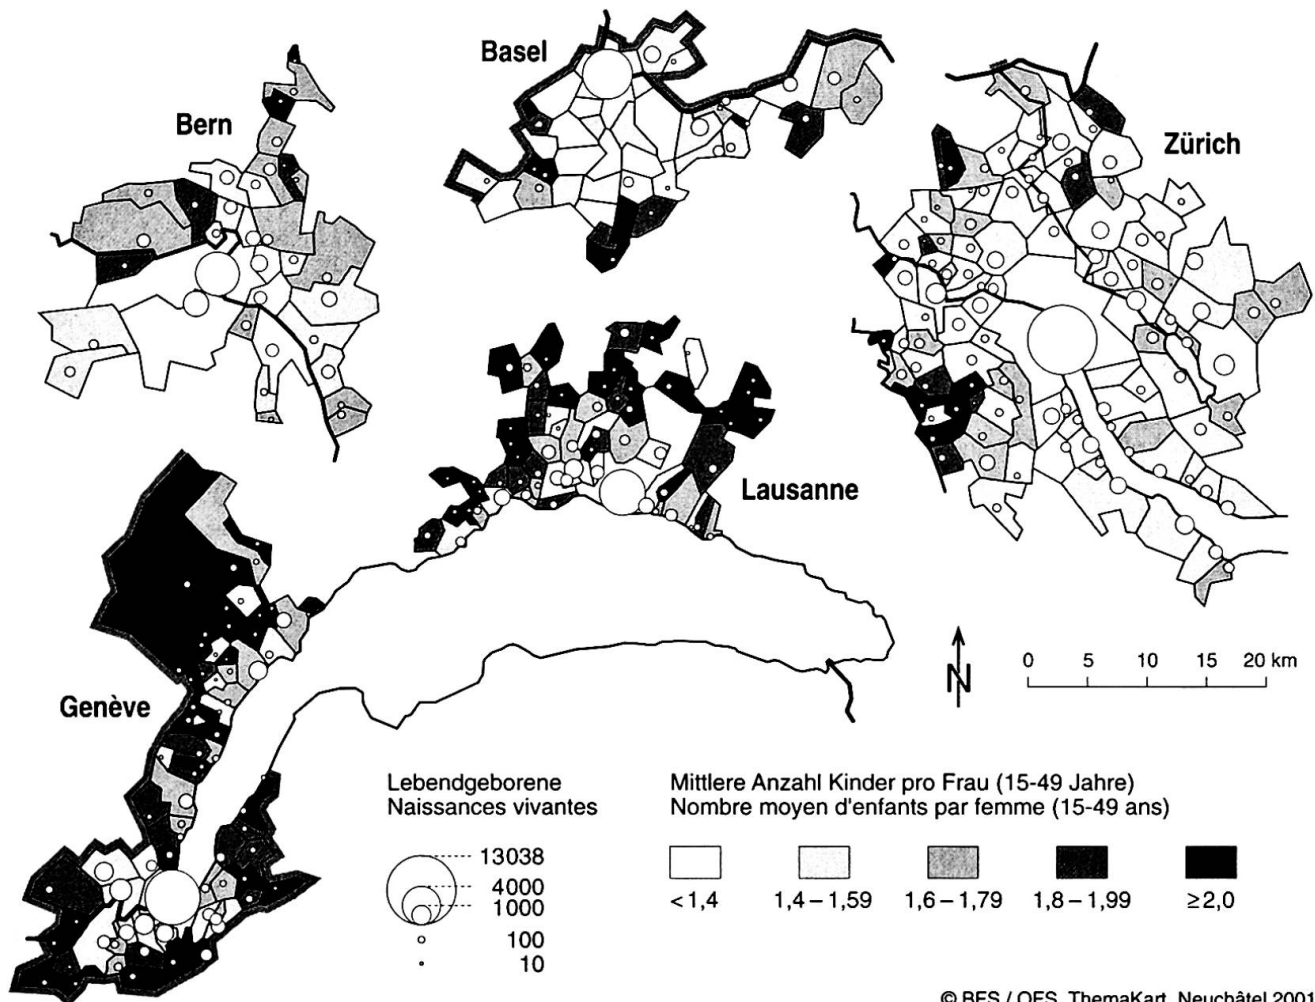 Basel
Bern
Zürich
Lausanne
Genève
N
0 5 10 15 20 km
Lebendgeborene
Naissances vivantes
13038
4000
1000
100
10
Mittlere Anzahl Kinder pro Frau (15-49 Jahre)
Nombre moyen d'enfants par femme (15-49 ans)
< 1,4 1,4 – 1,59 1,6 – 1,79 1,8 – 1,99 ≥ 2,0
© BFS / OFS, ThemaKart, Neuchâtel 2001